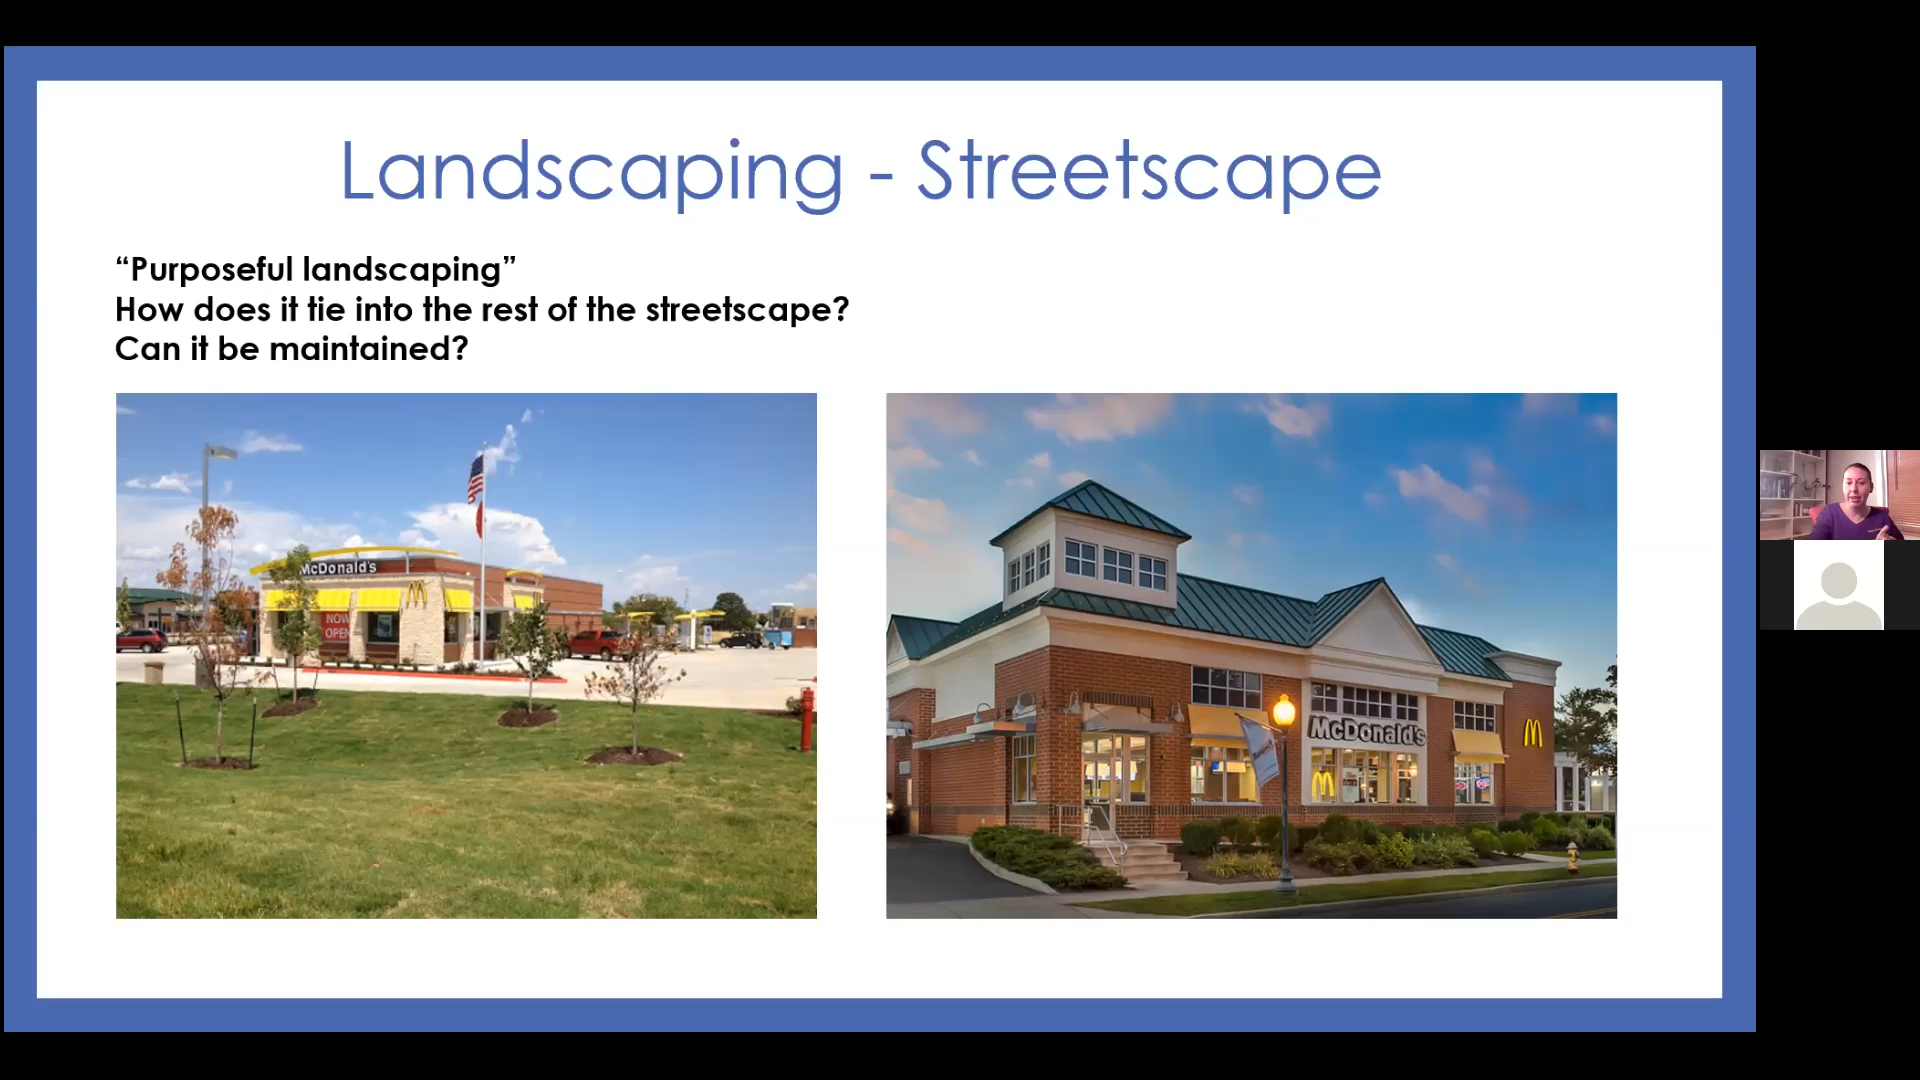 Landscaping - Streetscape
“Purposeful landscaping”
How does it tie into the rest of the streetscape?
Can it be maintained?
McDonald's
NOW
OPEN
McDonald's